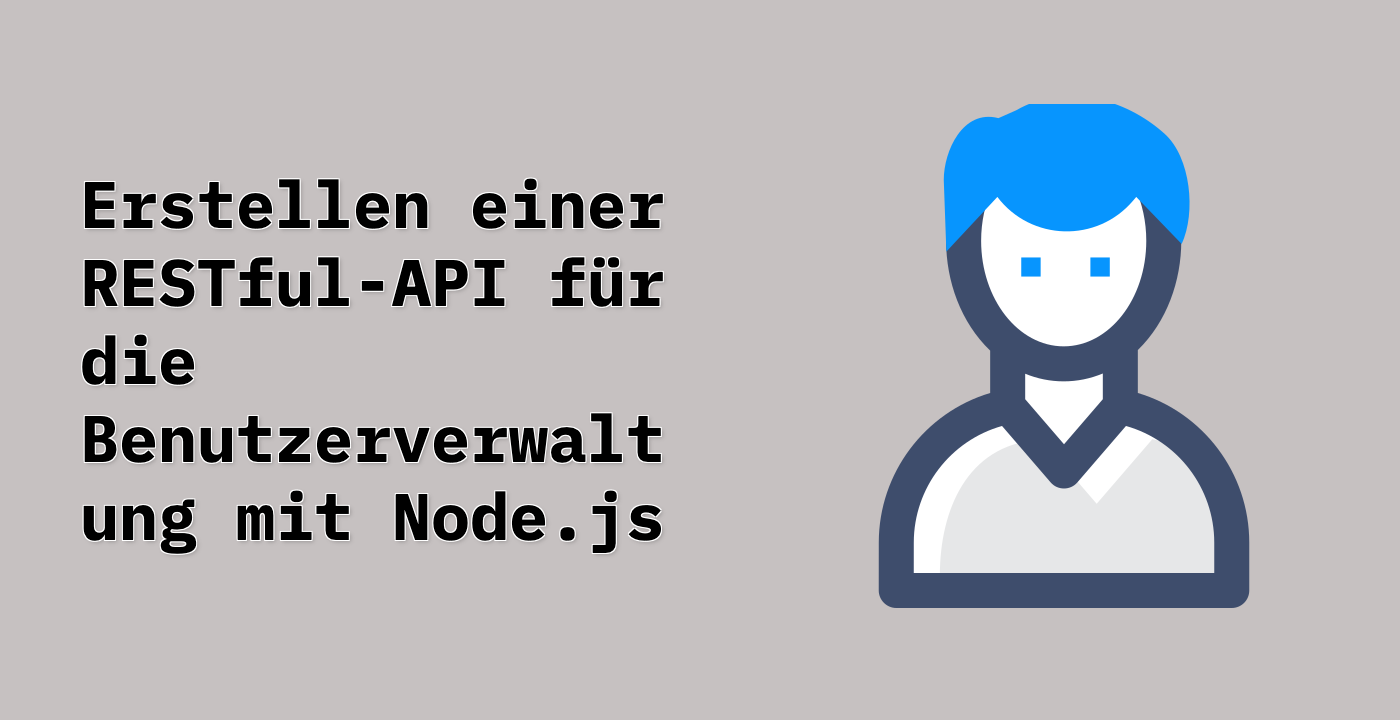 Erstellen einer
RESTful-API für
die
Benutzerverwalt
ung mit Node.js